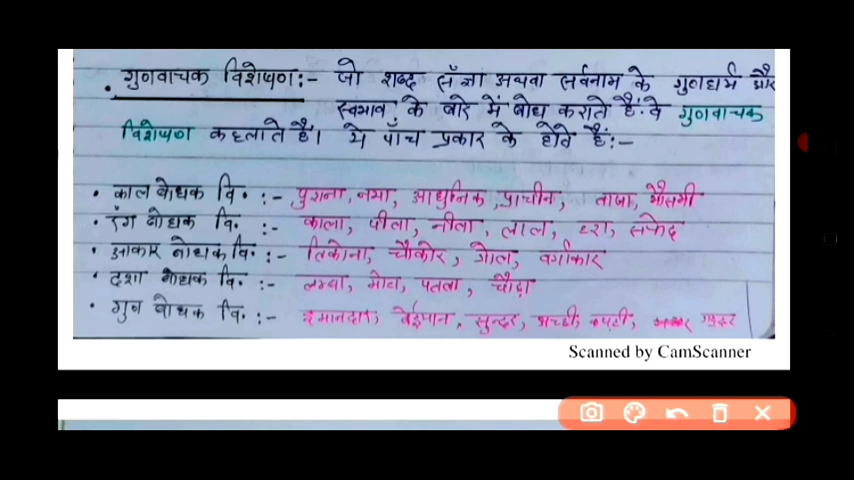 गुणवाचक विशेषण:- जो शब्द संज्ञा अथवा सर्वनाम के गुणधर्म और
स्वभाव के बारे में बोध कराते हैं. वे गुणवाचक
विशेषण कहलाते हैं। ये पाँच प्रकार के होते हैं:-
• काल बोधक वि॰ :- पुराना, नया, आधुनिक, प्राचीन, ताजा, मौसमी
• रंग बोधक वि. :- काला, पीला, नीला, लाल, हरा, सफेद
• आकार बोधक वि॰ :- तिकोना, चौकोर, गोल, वर्गाकार
• दशा बोधक वि. :- लम्बा, मोटा, पतला, चौड़ा
• गुण बोधक वि. :- ईमानदार, बेईमान, सुन्दर, अच्छी, कपटी,
Scanned by CamScanner